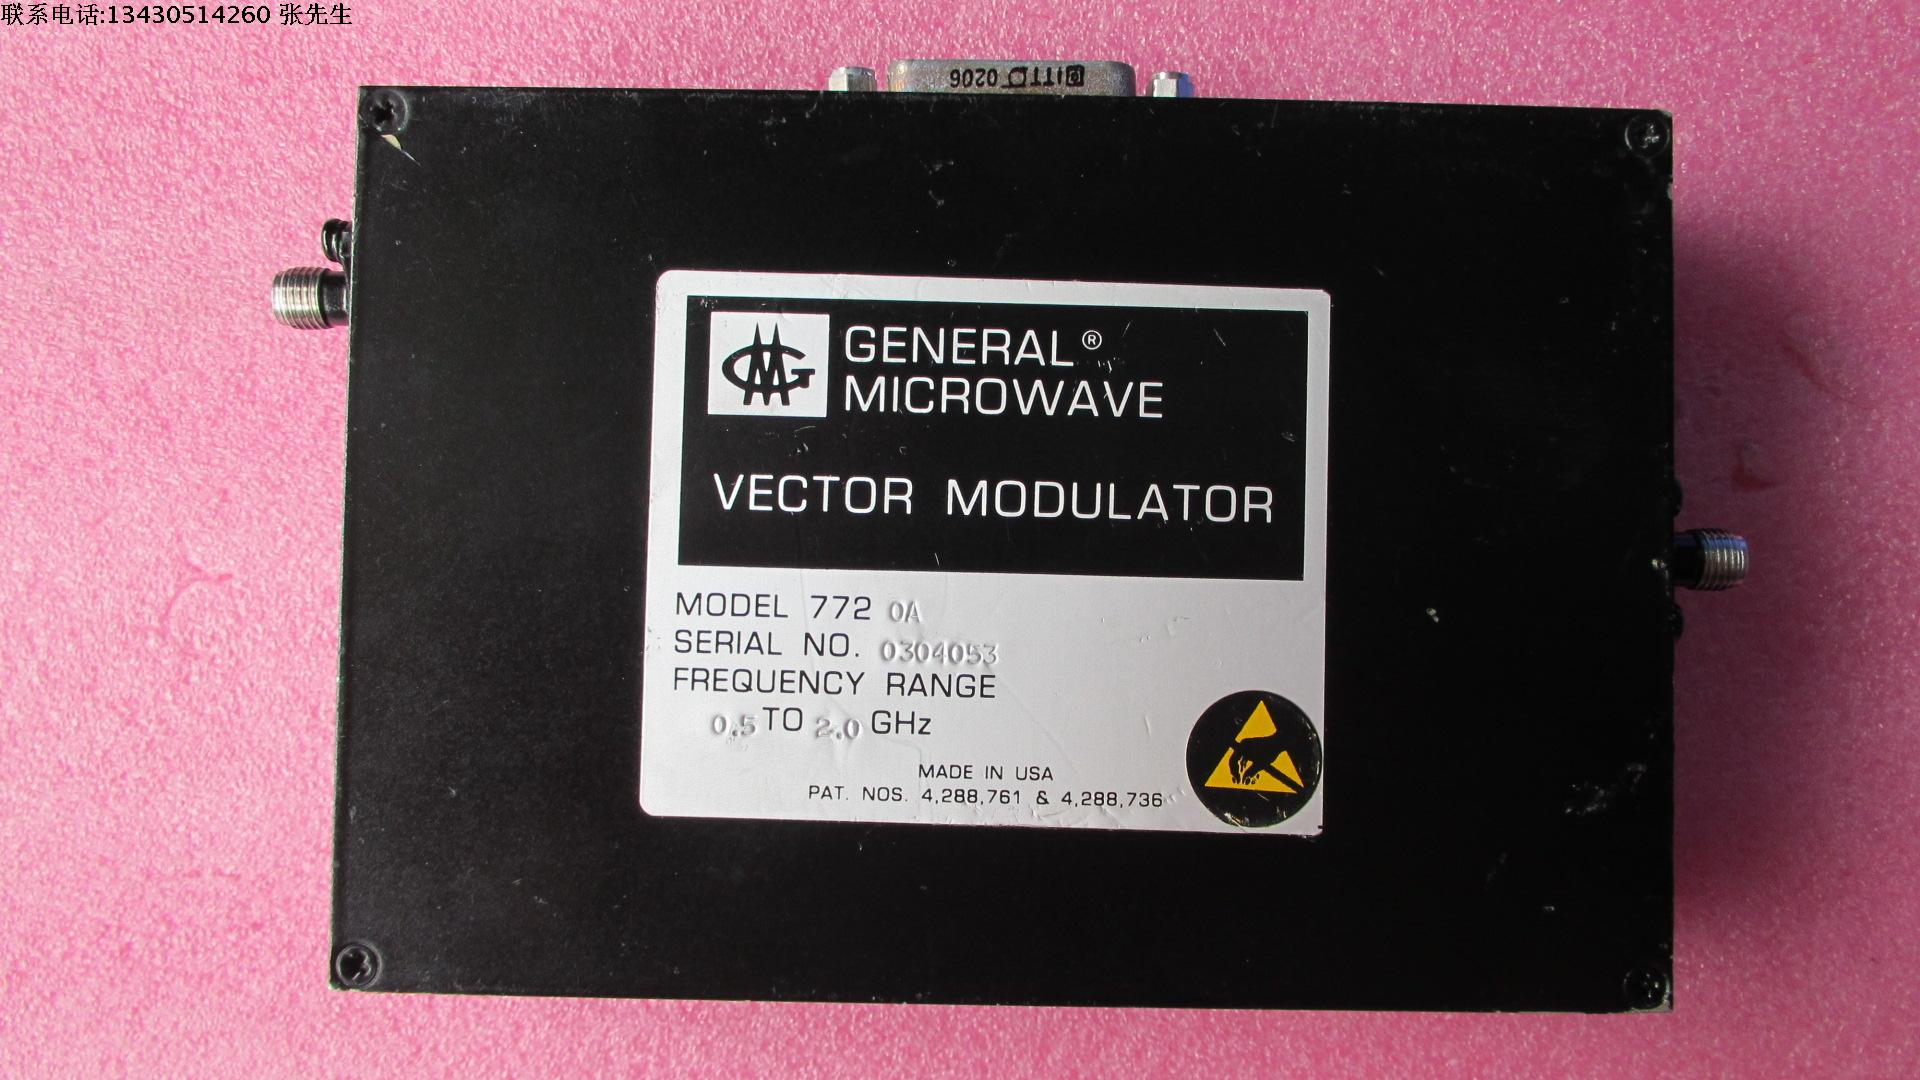 联系电话:13430514260 张先生
ITT 0206
GENERAL®
MICROWAVE
VECTOR MODULATOR
MODEL 772 0A
SERIAL NO. 0304053
FREQUENCY RANGE
0.5 TO 2.0 GHz
MADE IN USA
PAT. NOS. 4,288,761 & 4,288,736